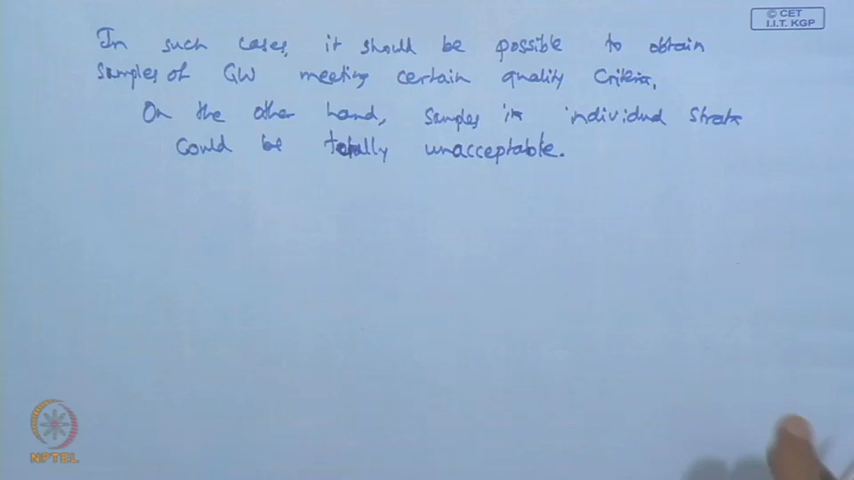 © CET
I.I.T. KGP
In such cases, it should be possible to obtain
samples of GW meeting certain quality criteria.
On the other hand, samples in individual strata
could be totally unacceptable.
NPTEL